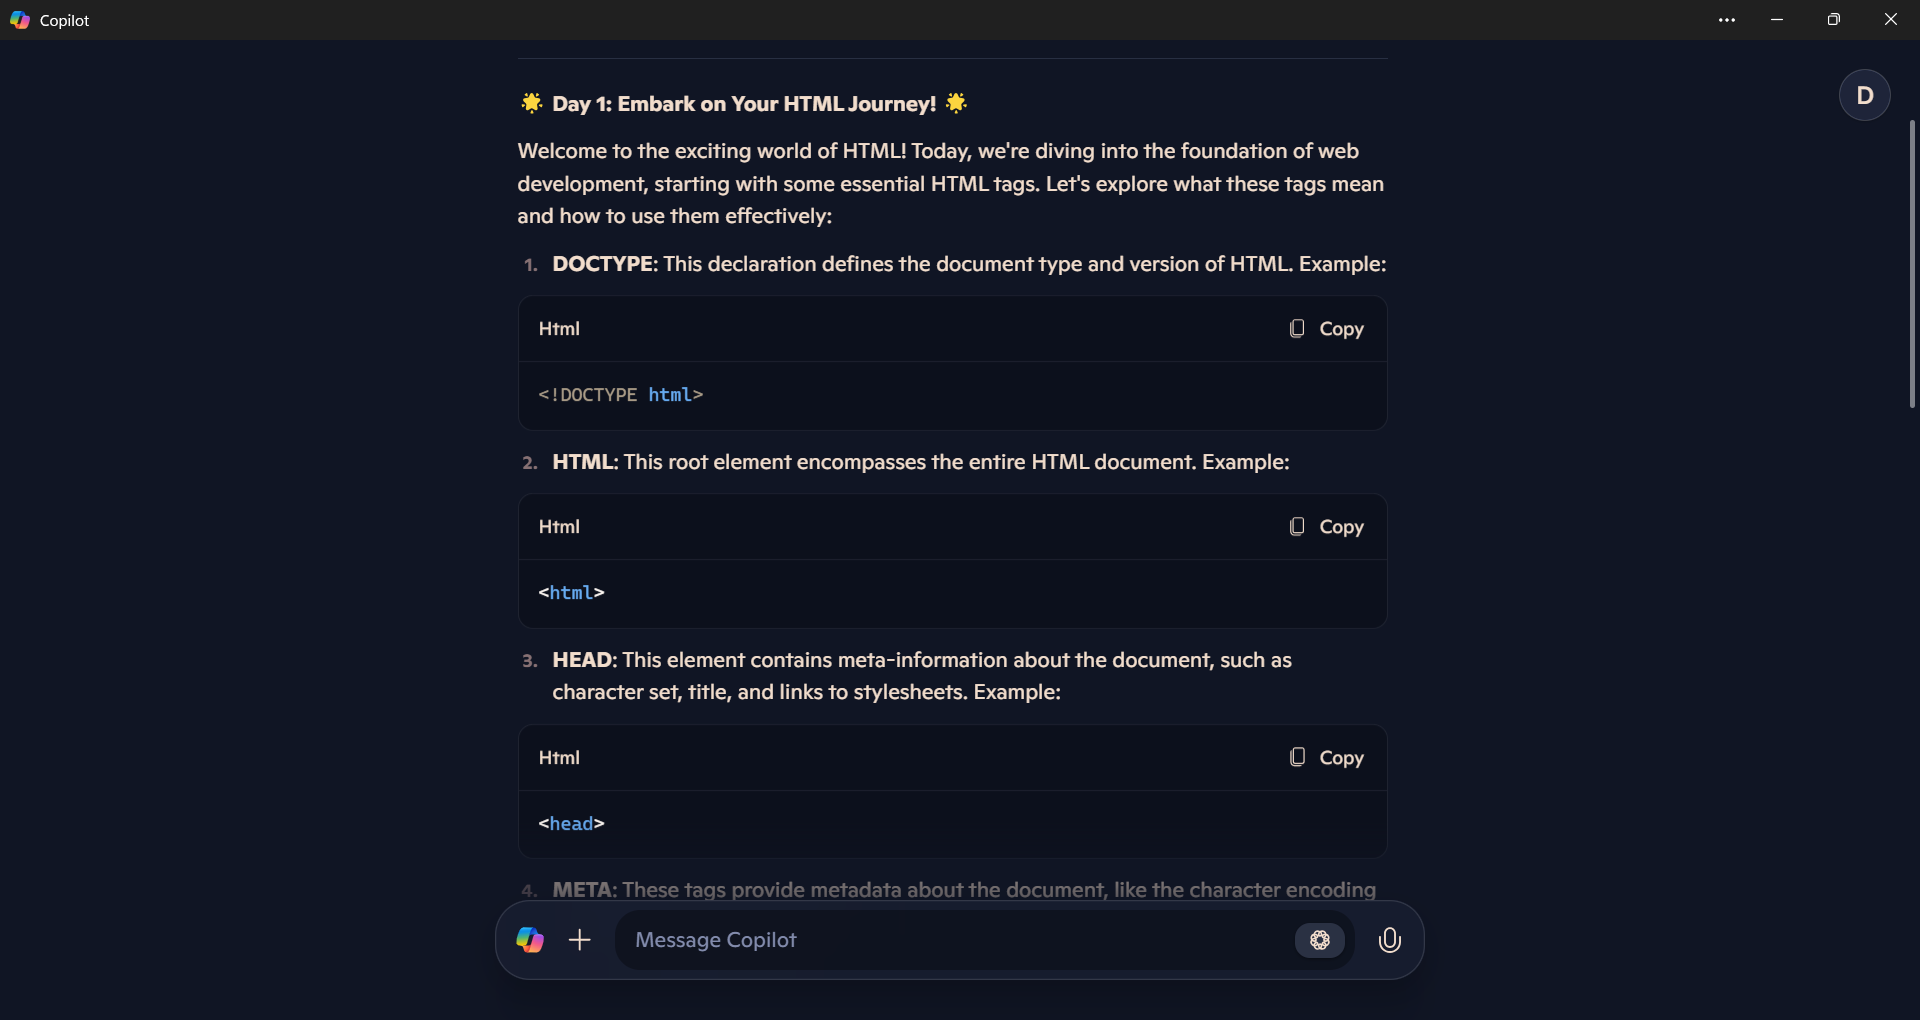 Copilot
D
🌟 Day 1: Embark on Your HTML Journey! 🌟
Welcome to the exciting world of HTML! Today, we're diving into the foundation of web
development, starting with some essential HTML tags. Let's explore what these tags mean
and how to use them effectively:
1. DOCTYPE: This declaration defines the document type and version of HTML. Example:
Html Copy
<!DOCTYPE html>
2. HTML: This root element encompasses the entire HTML document. Example:
Html Copy
<html>
3. HEAD: This element contains meta-information about the document, such as
character set, title, and links to stylesheets. Example:
Html Copy
<head>
4. META: These tags provide metadata about the document, like the character encoding
Message Copilot